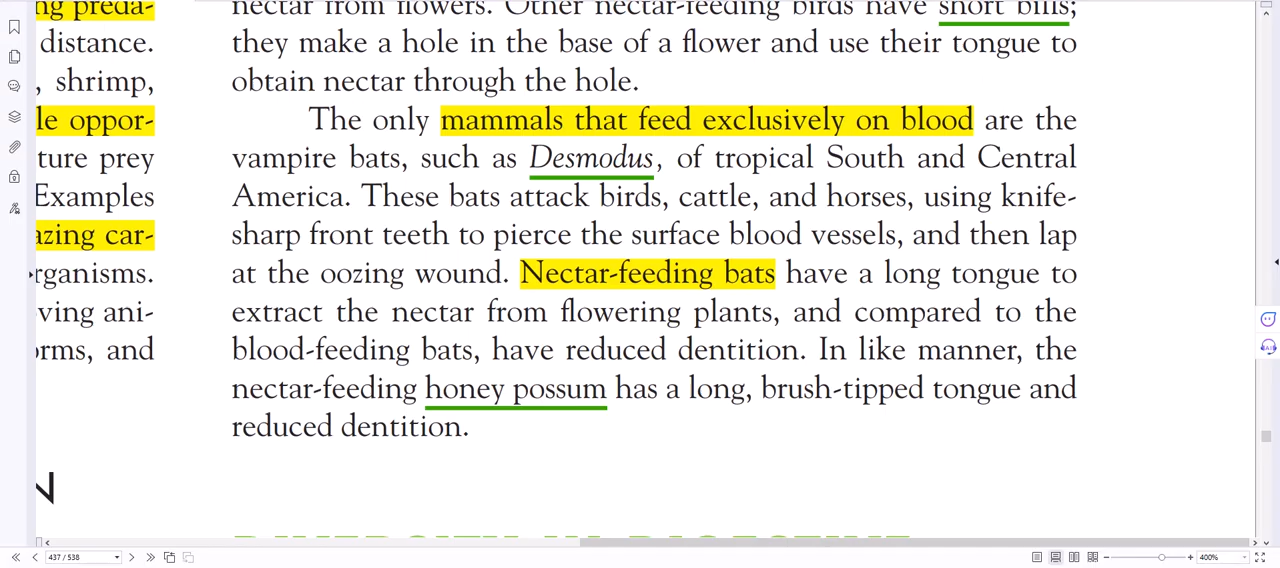 ng preda-
distance.
, shrimp,
le oppor-
ture prey
Examples
azing car-
rganisms.
ving ani-
orms, and
N
nectar from flowers. Other nectar-feeding birds have short bills;
they make a hole in the base of a flower and use their tongue to
obtain nectar through the hole.
The only mammals that feed exclusively on blood are the
vampire bats, such as Desmodus, of tropical South and Central
America. These bats attack birds, cattle, and horses, using knife-
sharp front teeth to pierce the surface blood vessels, and then lap
at the oozing wound. Nectar-feeding bats have a long tongue to
extract the nectar from flowering plants, and compared to the
blood-feeding bats, have reduced dentition. In like manner, the
nectar-feeding honey possum has a long, brush-tipped tongue and
reduced dentition.
437 / 538
400%